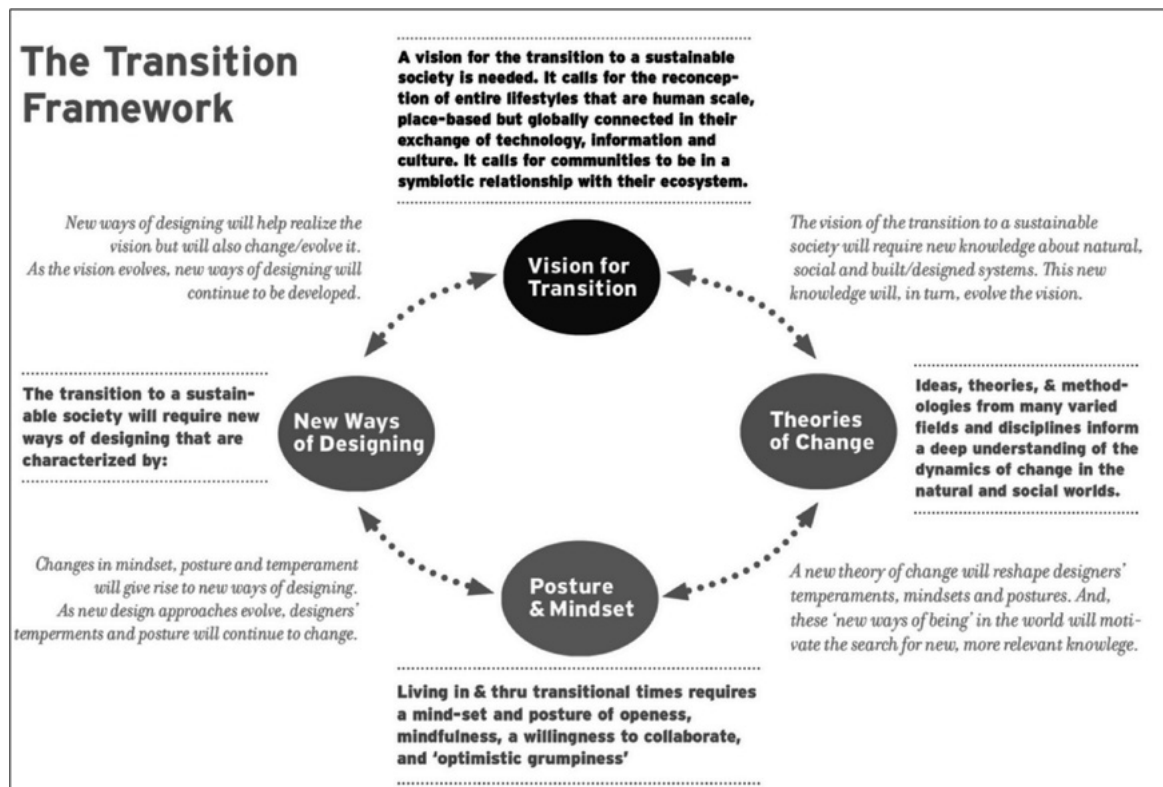 The Transition
Framework
A vision for the transition to a sustainable
society is needed. It calls for the reconcep-
tion of entire lifestyles that are human scale,
place-based but globally connected in their
exchange of technology, information and
culture. It calls for communities to be in a
symbiotic relationship with their ecosystem.
New ways of designing will help realize the
vision but will also change/evolve it.
As the vision evolves, new ways of designing will
continue to be developed.
Vision for
Transition
The vision of the transition to a sustainable
society will require new knowledge about natural,
social and built/designed systems. This new
knowledge will, in turn, evolve the vision.
The transition to a sustain-
able society will require new
ways of designing that are
characterized by:
New Ways
of Designing
Theories
of Change
Ideas, theories, & method-
ologies from many varied
fields and disciplines inform
a deep understanding of the
dynamics of change in the
natural and social worlds.
Changes in mindset, posture and temperament
will give rise to new ways of designing.
As new design approaches evolve, designers'
temperments and posture will continue to change.
Posture
& Mindset
A new theory of change will reshape designers'
temperaments, mindsets and postures. And,
these 'new ways of being' in the world will moti-
vate the search for new, more relevant knowlege.
Living in & thru transitional times requires
a mind-set and posture of openess,
mindfulness, a willingness to collaborate,
and 'optimistic grumpiness'